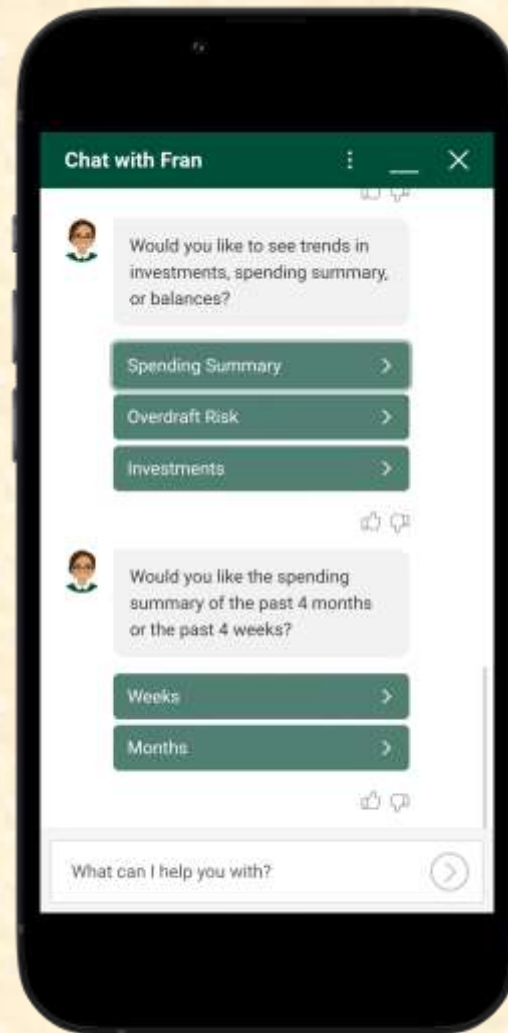 Chat with Fran
Would you like to see trends in
investments, spending summary,
or balances?
Spending Summary
Overdraft Risk
Investments
Would you like the spending
summary of the past 4 months
or the past 4 weeks?
Weeks
Months
What can I help you with?